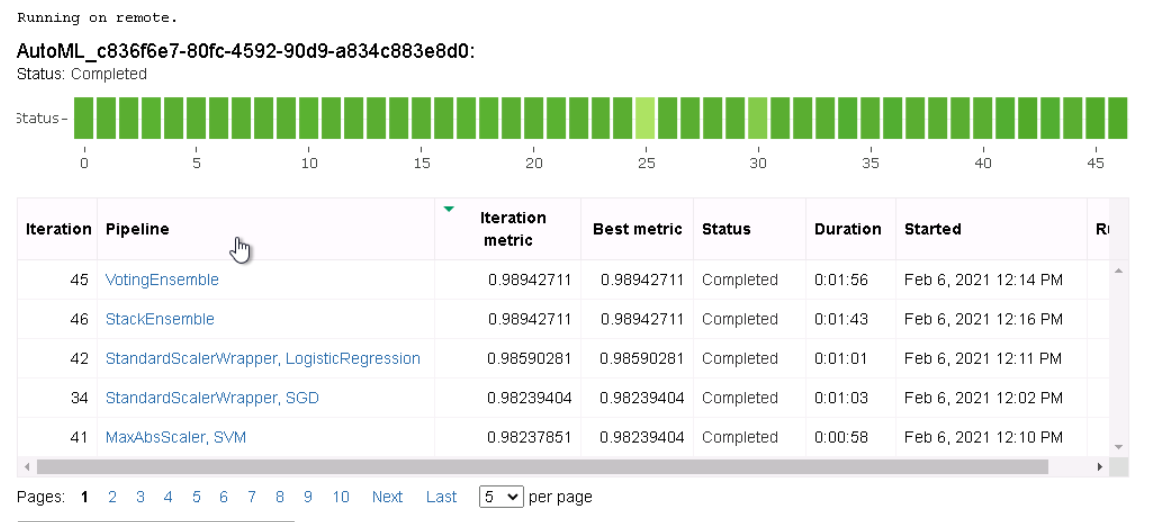 Running on remote.
AutoML_c836f6e7-80fc-4592-90d9-a834c883e8d0:
Status: Completed
Status-
0 5 10 15 20 25 30 35 40 45
Iteration Pipeline Iteration metric Best metric Status Duration Started
45 VotingEnsemble 0.98942711 0.98942711 Completed 0:01:56 Feb 6, 2021 12:14 PM
46 StackEnsemble 0.98942711 0.98942711 Completed 0:01:43 Feb 6, 2021 12:16 PM
42 StandardScalerWrapper, LogisticRegression 0.98590281 0.98590281 Completed 0:01:01 Feb 6, 2021 12:11 PM
34 StandardScalerWrapper, SGD 0.98239404 0.98239404 Completed 0:01:03 Feb 6, 2021 12:02 PM
41 MaxAbsScaler, SVM 0.98237851 0.98239404 Completed 0:00:58 Feb 6, 2021 12:10 PM
Pages: 1 2 3 4 5 6 7 8 9 10 Next Last 5 per page